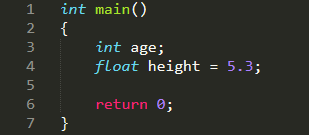 1 int main()
2 {
3     int age;
4     float height = 5.3;
5
6     return 0;
7 }